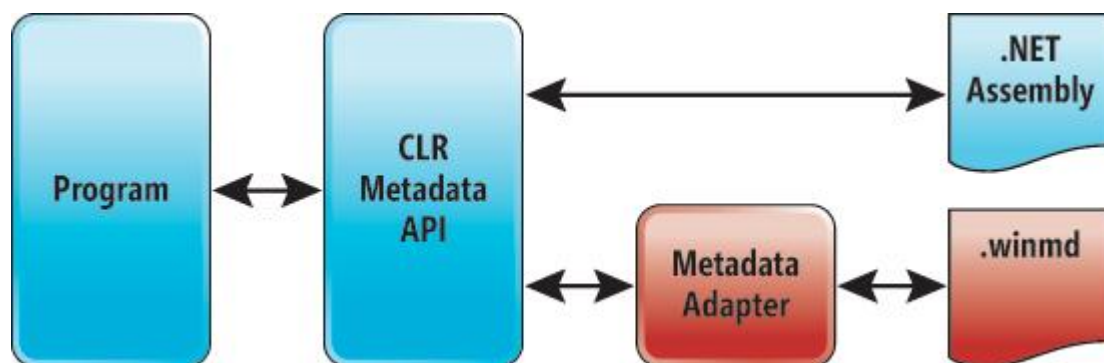 Program
CLR
Metadata
API
.NET
Assembly
Metadata
Adapter
.winmd